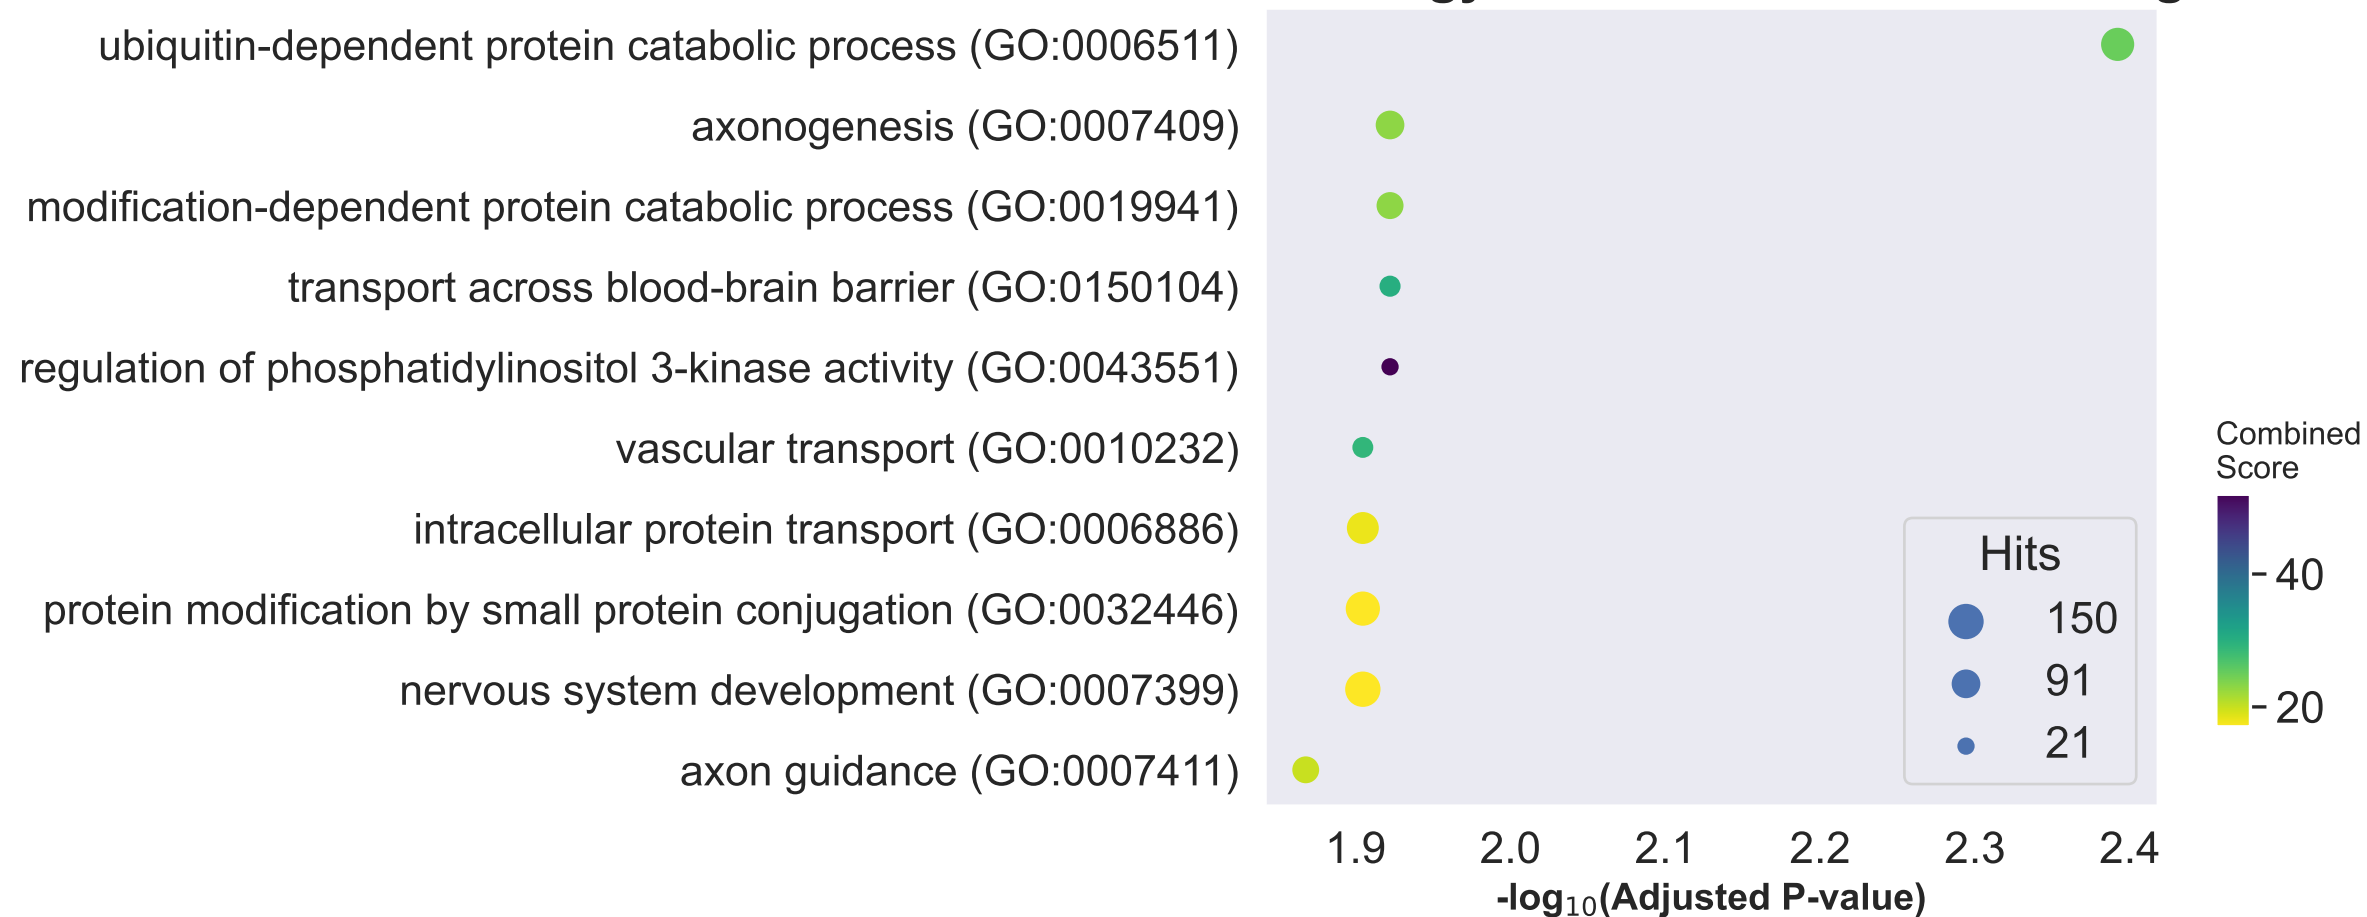 ubiquitin-dependent protein catabolic process (GO:0006511)
axonogenesis (GO:0007409)
modification-dependent protein catabolic process (GO:0019941)
transport across blood-brain barrier (GO:0150104)
regulation of phosphatidylinositol 3-kinase activity (GO:0043551)
vascular transport (GO:0010232)
intracellular protein transport (GO:0006886)
protein modification by small protein conjugation (GO:0032446)
nervous system development (GO:0007399)
axon guidance (GO:0007411)
Hits
150
91
21
Combined
Score
40
20
1.9 2.0 2.1 2.2 2.3 2.4
-log₁₀(Adjusted P-value)